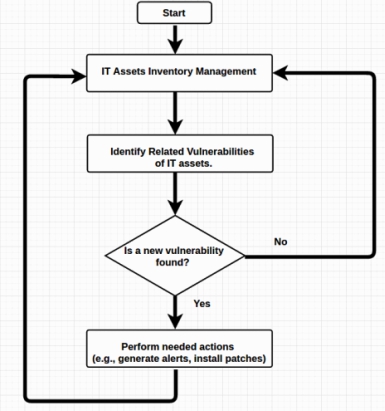 Start
IT Assets Inventory Management
Identify Related Vulnerabilities
of IT assets.
Is a new vulnerability
found?
No
Yes
Perform needed actions
(e.g., generate alerts, install patches)